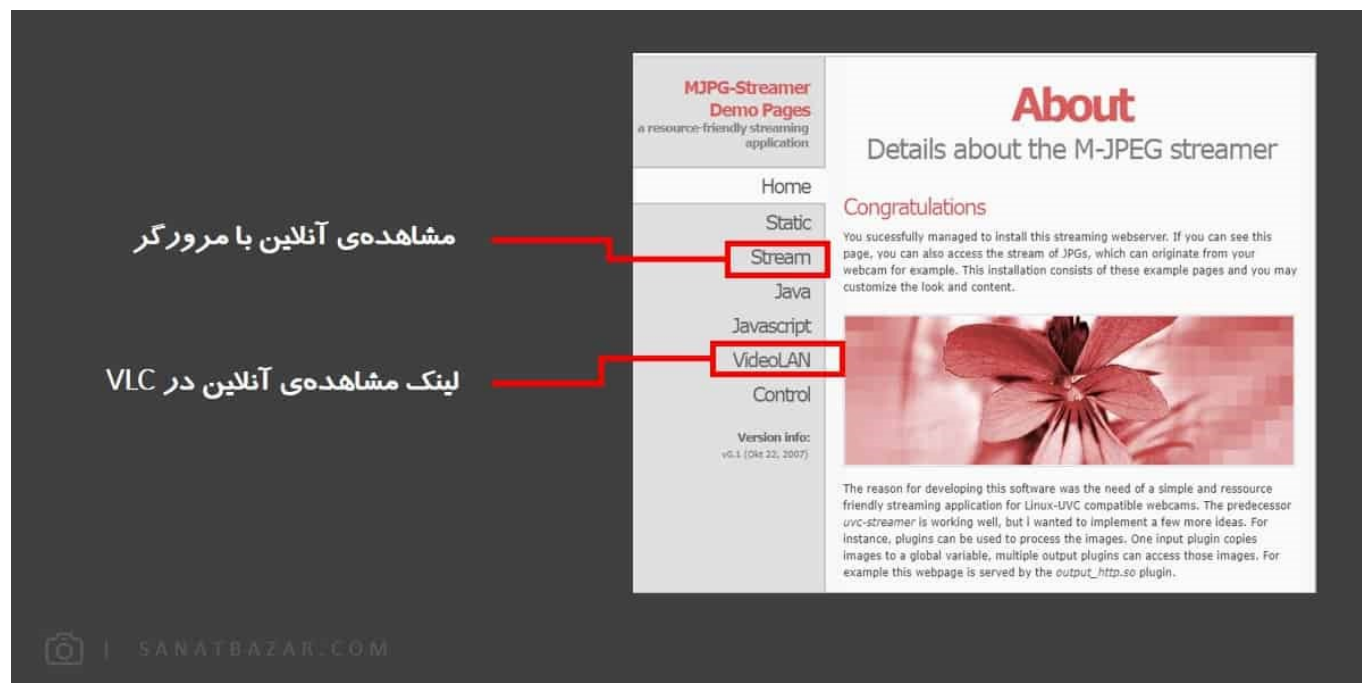 مشاهده‌ی آنلاین با مرورگر
لینک مشاهده‌ی آنلاین در VLC
MJPG-Streamer
Demo Pages
a resource-friendly streaming
application
Home
Static
Stream
Java
Javascript
VideoLAN
Control
Version info:
v0.1 (Okt 22, 2007)
About
Details about the M-JPEG streamer
Congratulations
You sucessfully managed to install this streaming webserver. If you can see this
page, you can also access the stream of JPGs, which can originate from your
webcam for example. This installation consists of these example pages and you may
customize the look and content.
The reason for developing this software was the need of a simple and ressource
friendly streaming application for Linux-UVC compatible webcams. The predecessor
uvc-streamer is working well, but i wanted to implement a few more ideas. For
instance, plugins can be used to process the images. One input plugin copies
images to a global variable, multiple output plugins can access those images. For
example this webpage is served by the output_http.so plugin.
SANATBAZAR.COM